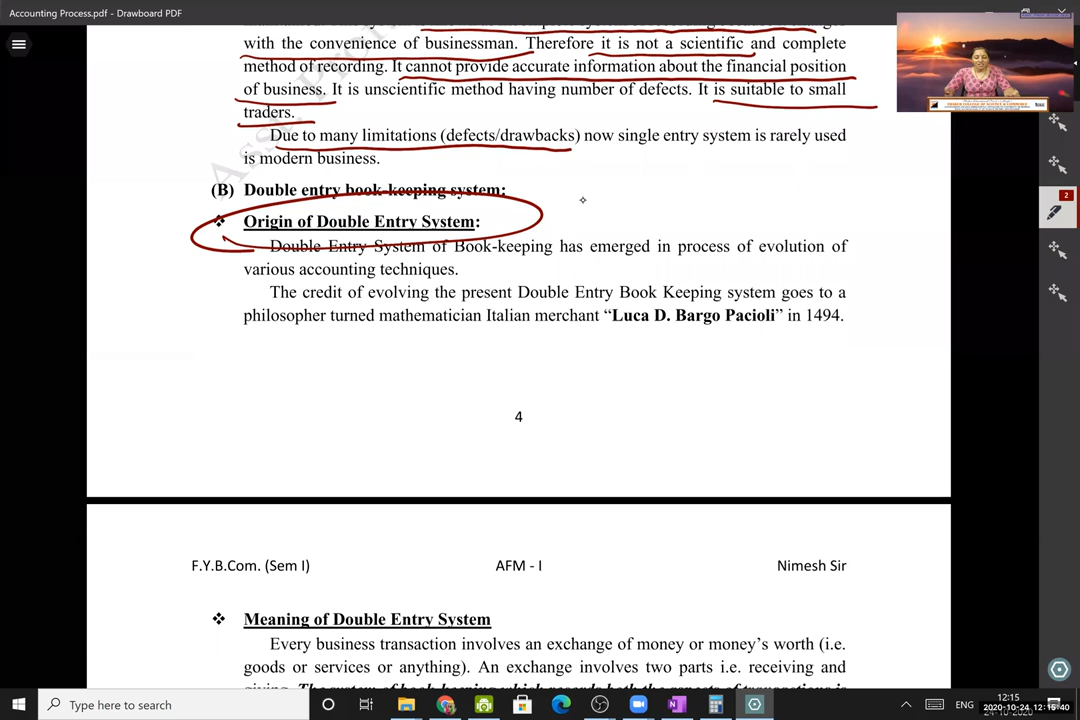 Accounting Process.pdf - Drawboard PDF
with the convenience of businessman. Therefore it is not a scientific and complete
method of recording. It cannot provide accurate information about the financial position
of business. It is unscientific method having number of defects. It is suitable to small
traders.
Due to many limitations (defects/drawbacks) now single entry system is rarely used
is modern business.
(B) Double entry book-keeping system:
❖ Origin of Double Entry System:
Double Entry System of Book-keeping has emerged in process of evolution of
various accounting techniques.
The credit of evolving the present Double Entry Book Keeping system goes to a
philosopher turned mathematician Italian merchant “Luca D. Bargo Pacioli” in 1494.
4
F.Y.B.Com. (Sem I) AFM - I Nimesh Sir
❖ Meaning of Double Entry System
Every business transaction involves an exchange of money or money’s worth (i.e.
goods or services or anything). An exchange involves two parts i.e. receiving and
2
Type here to search
ENG
12:15
2020-10-24 12:15:40